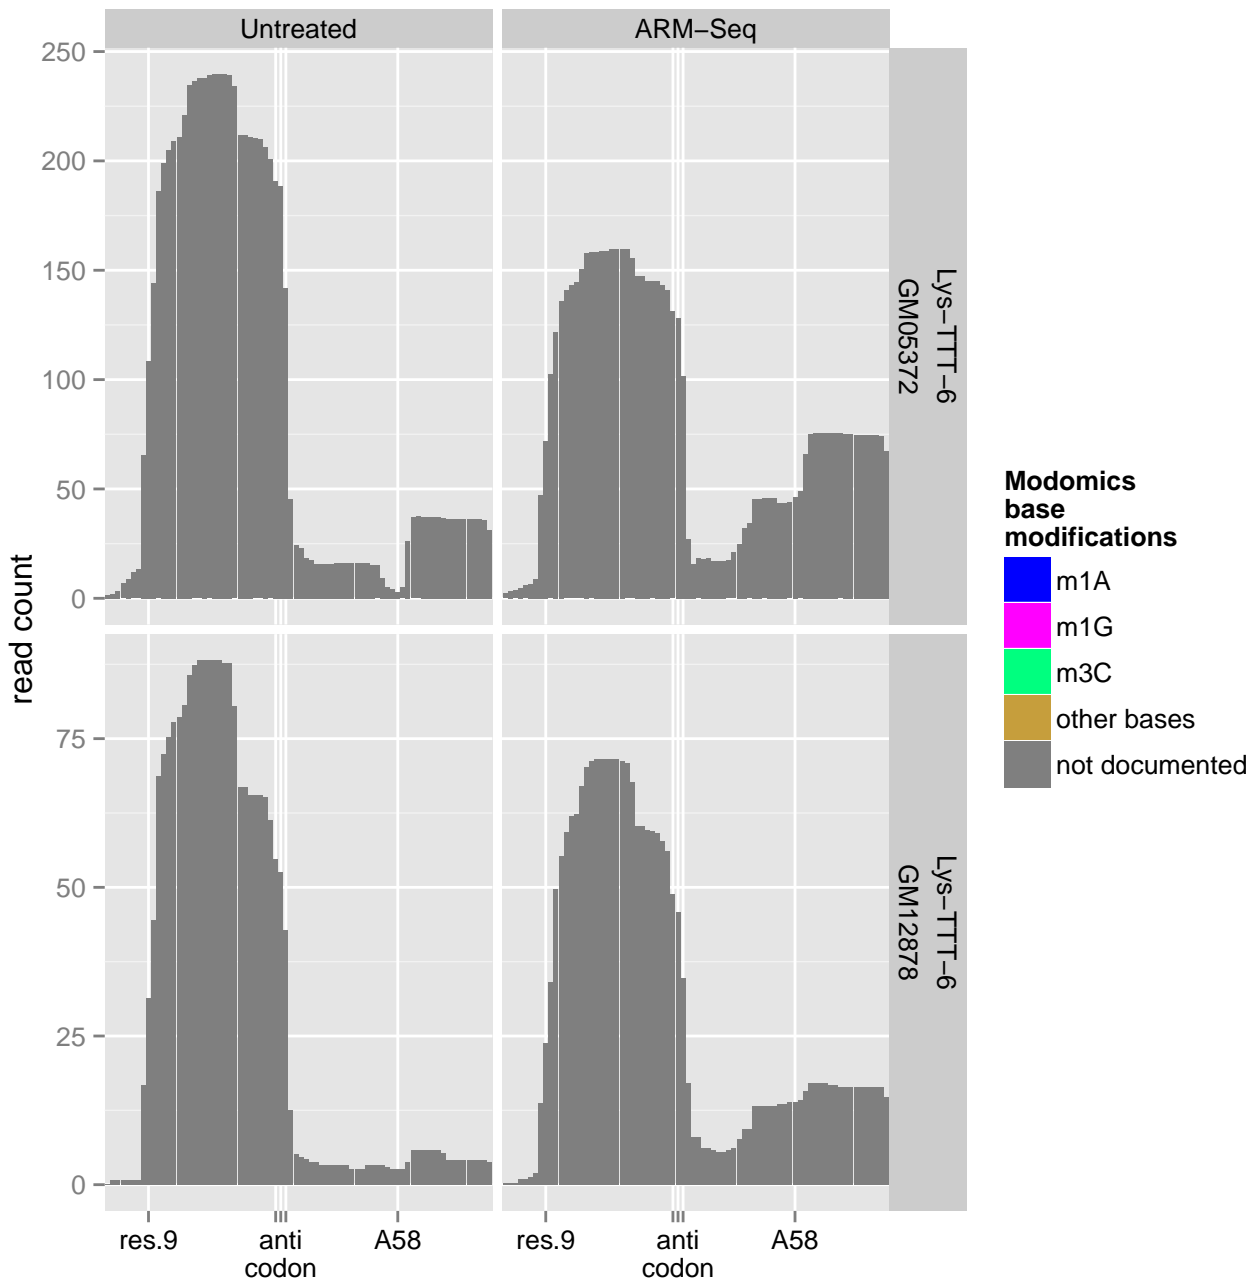 Untreated
ARM−Seq
250
200
150
100
50
0
Lys−TTT−6
GM05372
75
50
25
0
Lys−TTT−6
GM12878
read count
res.9
anti
codon
A58
res.9
anti
codon
A58
Modomics
base
modifications
m1A
m1G
m3C
other bases
not documented